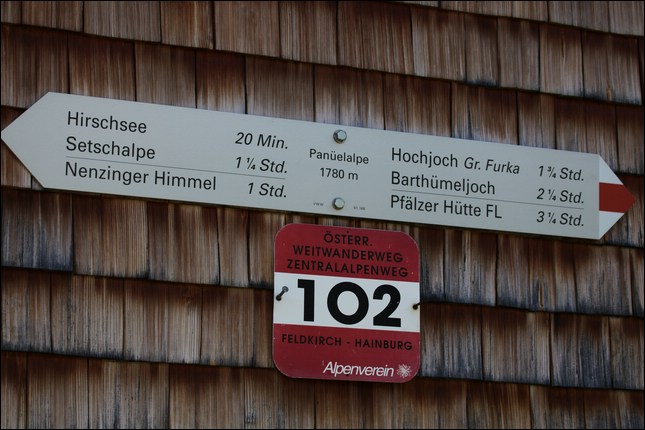 Hirschsee 20 Min.
Setschalpe 1 ¼ Std.
Nenzinger Himmel 1 Std.
Panüelalpe
1780 m
Hochjoch Gr. Furka 1 ¾ Std.
Barthümeljoch 2 ¼ Std.
Pfälzer Hütte FL 3 ¼ Std.
ÖSTERR.
WEITWANDERWEG
ZENTRALALPENWEG
102
FELDKIRCH - HAINBURG
Alpenverein